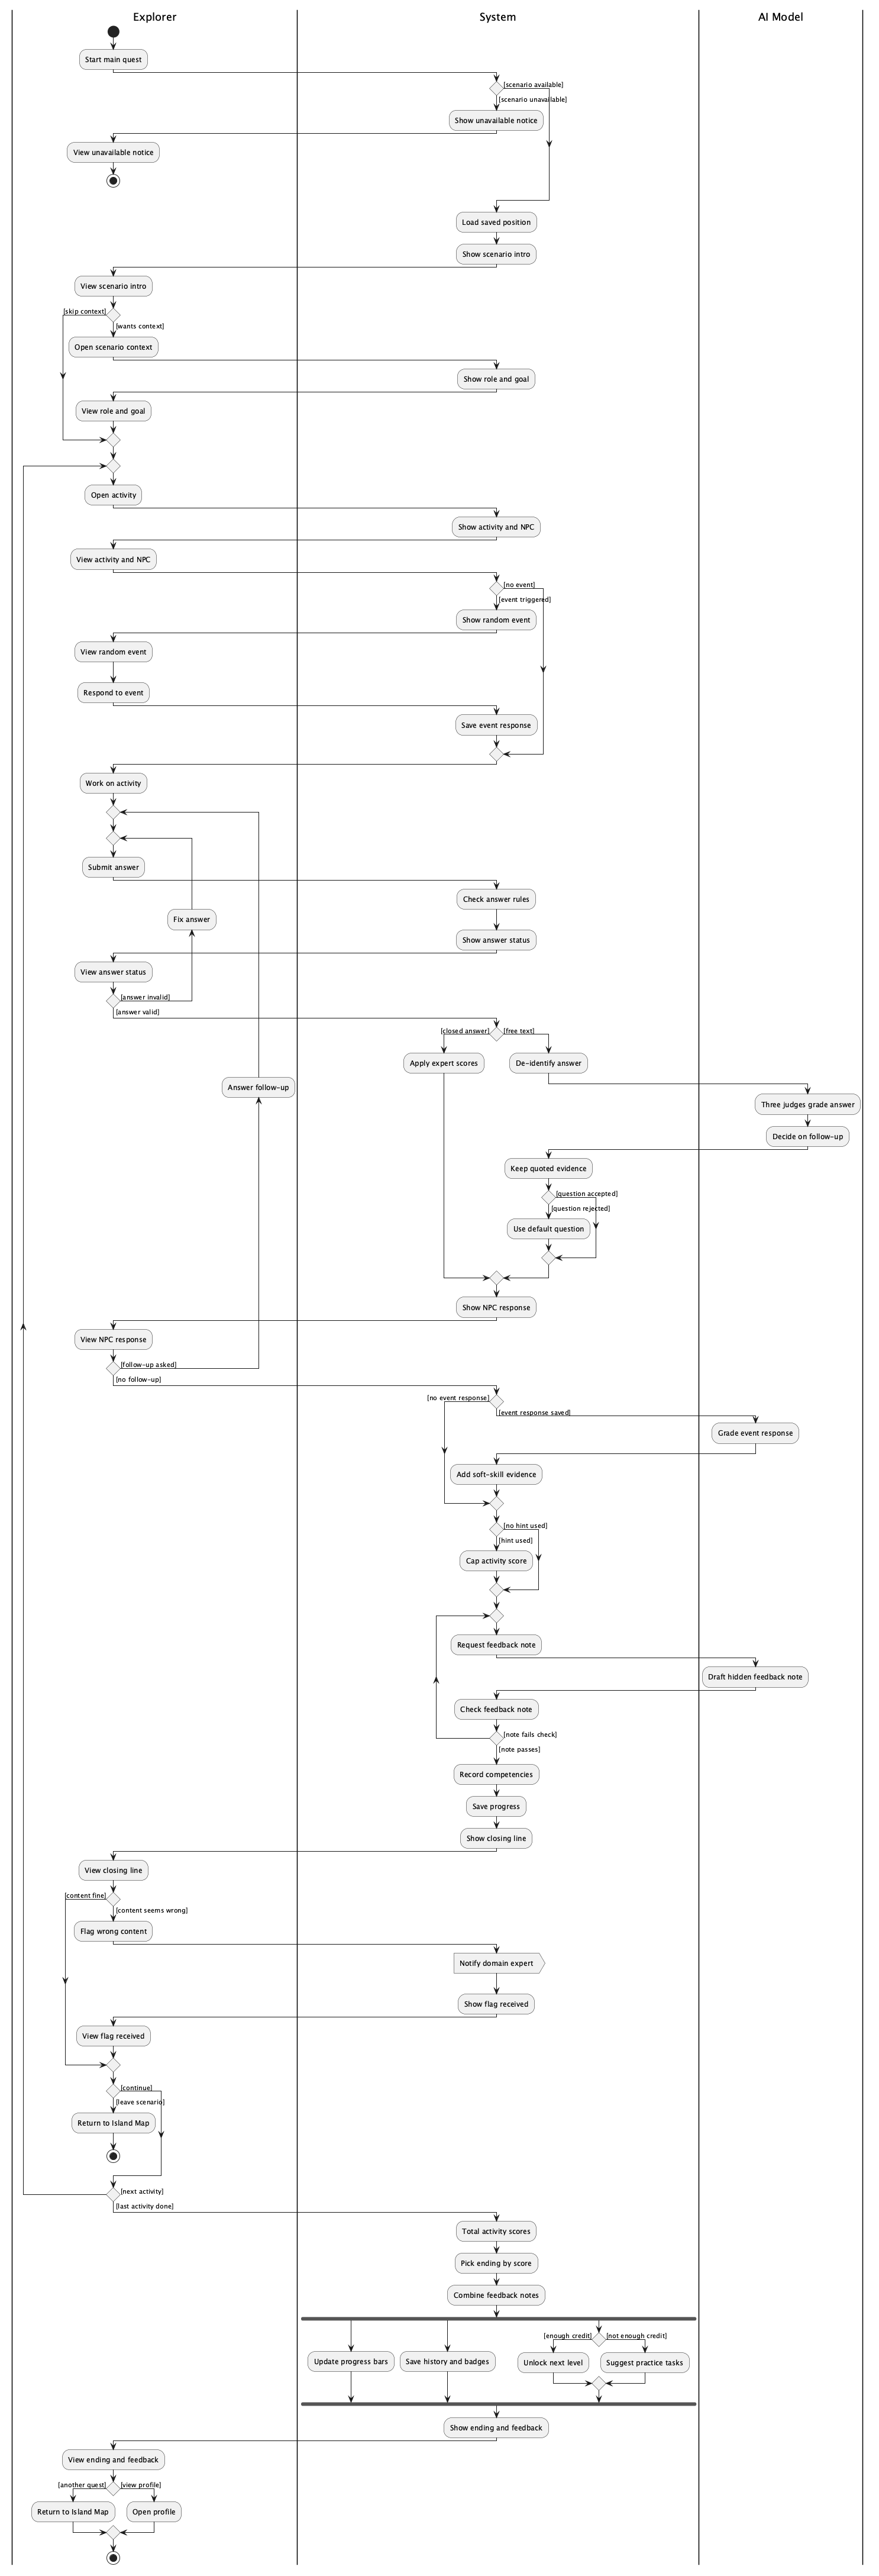 Explorer
System
AI Model
Start main quest
[scenario available]
[scenario unavailable]
Show unavailable notice
View unavailable notice
Load saved position
Show scenario intro
View scenario intro
[skip context]
[wants context]
Open scenario context
Show role and goal
View role and goal
Open activity
Show activity and NPC
View activity and NPC
[no event]
[event triggered]
Show random event
View random event
Respond to event
Save event response
Work on activity
Submit answer
Check answer rules
Fix answer
Show answer status
View answer status
[answer invalid]
[answer valid]
[closed answer]
[free text]
Apply expert scores
De-identify answer
Answer follow-up
Three judges grade answer
Decide on follow-up
Keep quoted evidence
[question accepted]
[question rejected]
Use default question
Show NPC response
View NPC response
[follow-up asked]
[no follow-up]
[no event response]
[event response saved]
Grade event response
Add soft-skill evidence
[no hint used]
[hint used]
Cap activity score
Request feedback note
Draft hidden feedback note
Check feedback note
[note fails check]
[note passes]
Record competencies
Save progress
Show closing line
View closing line
[content fine]
[content seems wrong]
Flag wrong content
Notify domain expert
Show flag received
View flag received
[continue]
[leave scenario]
Return to Island Map
[next activity]
[last activity done]
Total activity scores
Pick ending by score
Combine feedback notes
[enough credit]
[not enough credit]
Update progress bars
Save history and badges
Unlock next level
Suggest practice tasks
Show ending and feedback
View ending and feedback
[another quest]
[view profile]
Return to Island Map
Open profile